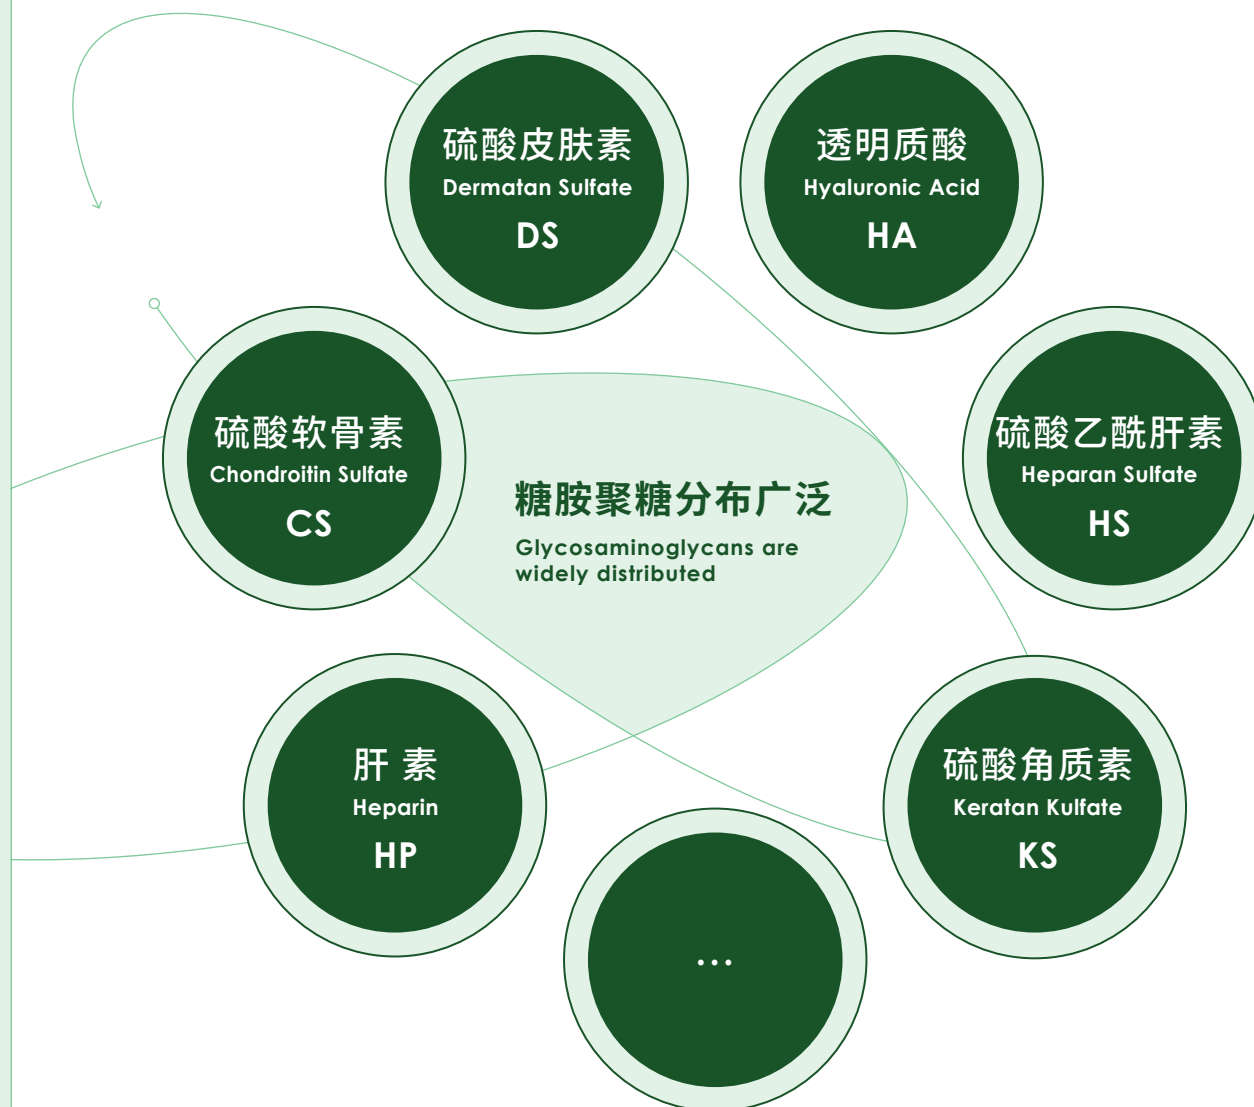 硫酸皮肤素
Dermatan Sulfate
DS
透明质酸
Hyaluronic Acid
HA
硫酸软骨素
Chondroitin Sulfate
CS
硫酸乙酰肝素
Heparan Sulfate
HS
糖胺聚糖分布广泛
Glycosaminoglycans are
widely distributed
肝 素
Heparin
HP
硫酸角质素
Keratan Kulfate
KS
...